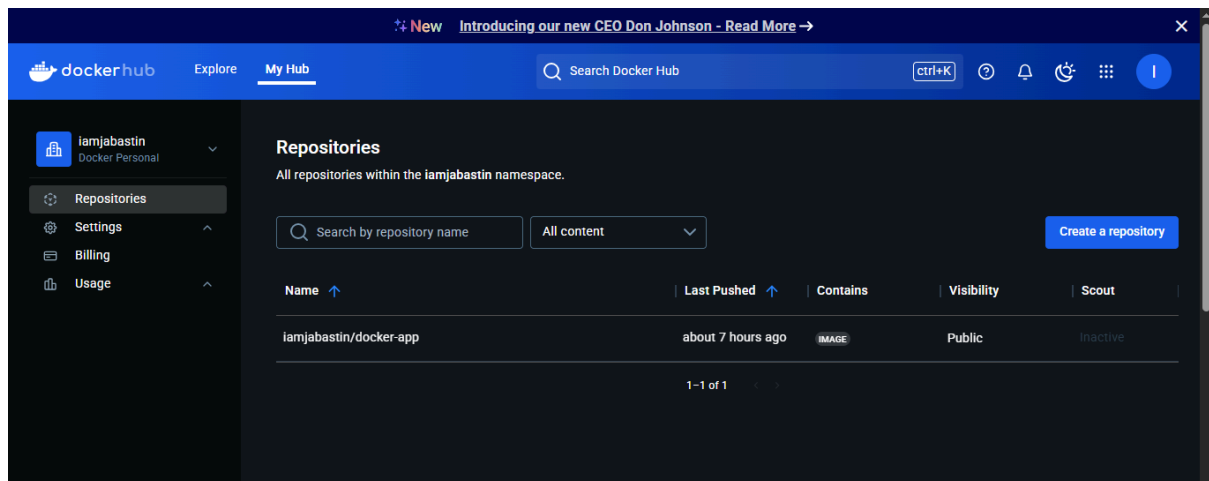 New Introducing our new CEO Don Johnson - Read More →
dockerhub Explore My Hub Search Docker Hub ctrl+K I
iamjabastin
Docker Personal
Repositories
Settings
Billing
Usage
Repositories
All repositories within the iamjabastin namespace.
Search by repository name All content Create a repository
Name Last Pushed Contains Visibility Scout
iamjabastin/docker-app about 7 hours ago IMAGE Public Inactive
1–1 of 1